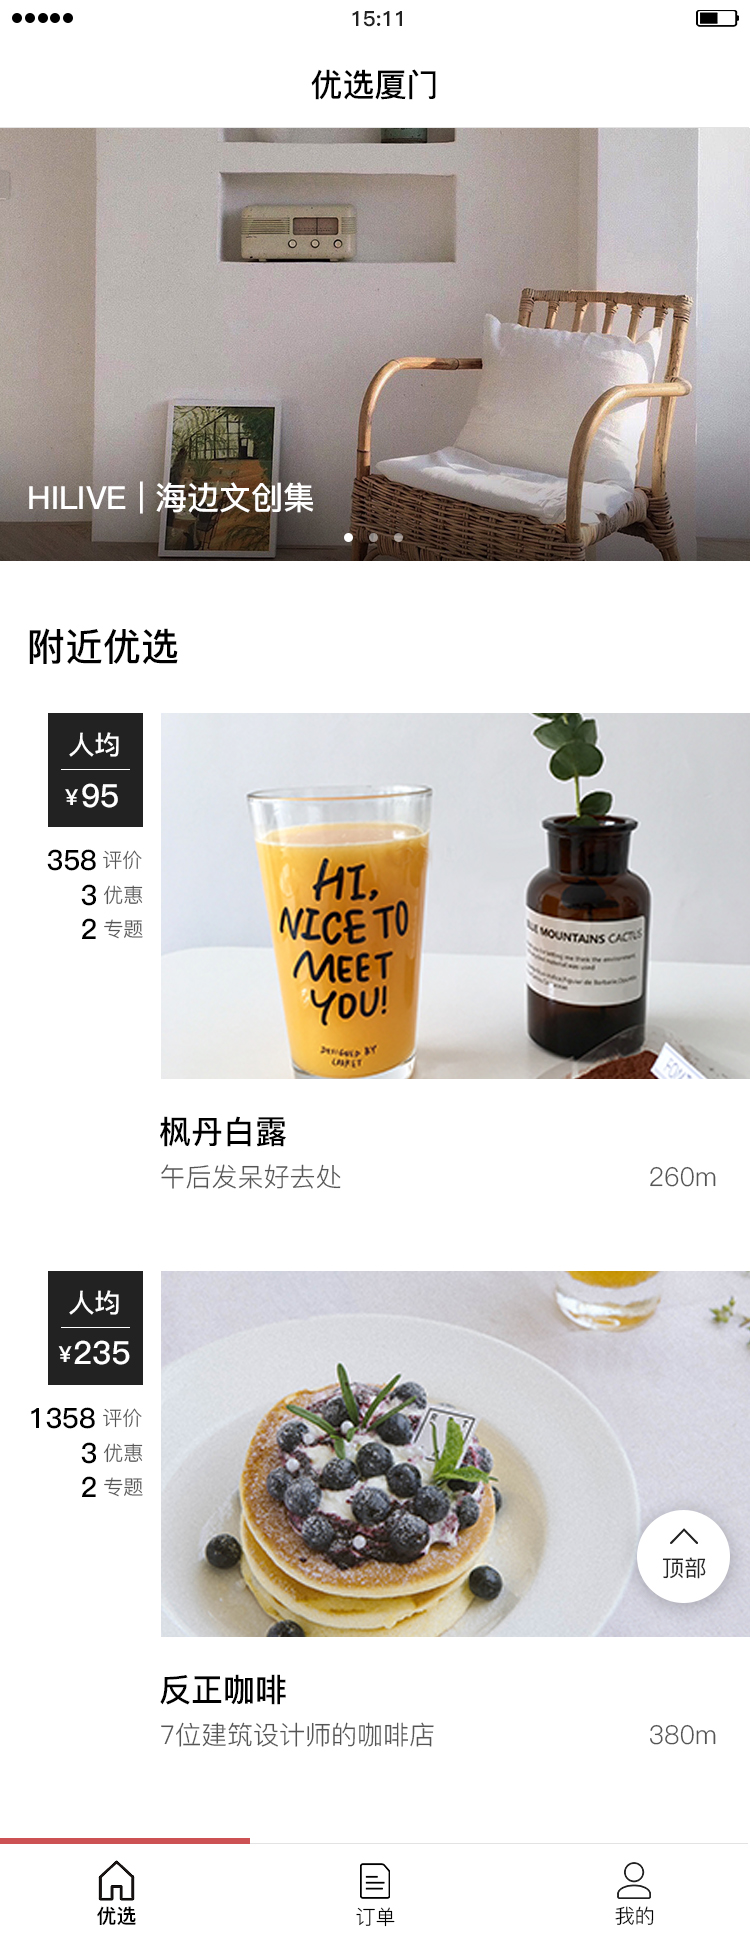 15:11
优选厦门
HILIVE | 海边文创集
附近优选
人均
¥95
358 评价
3 优惠
2 专题
HI,
NICE TO
MEET
YOU!
DESIGNED BY
MOUNTAINS CACTUS
枫丹白露
午后发呆好去处
260m
人均
¥235
1358 评价
3 优惠
2 专题
顶部
反正咖啡
7位建筑设计师的咖啡店
380m
优选
订单
我的